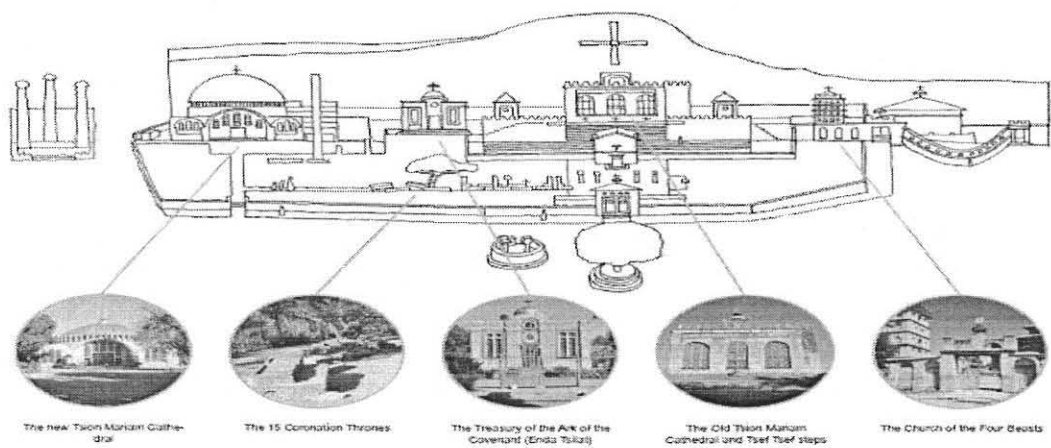 The new Tsion Mariam Cathe-
dral
The 15 Coronation Thrones
The Treasury of the Ark of the
Covenant (Enda Tsilat)
The Old Tsion Mariam
Cathedral and Tsef Tsef steps
The Church of the Four Beasts